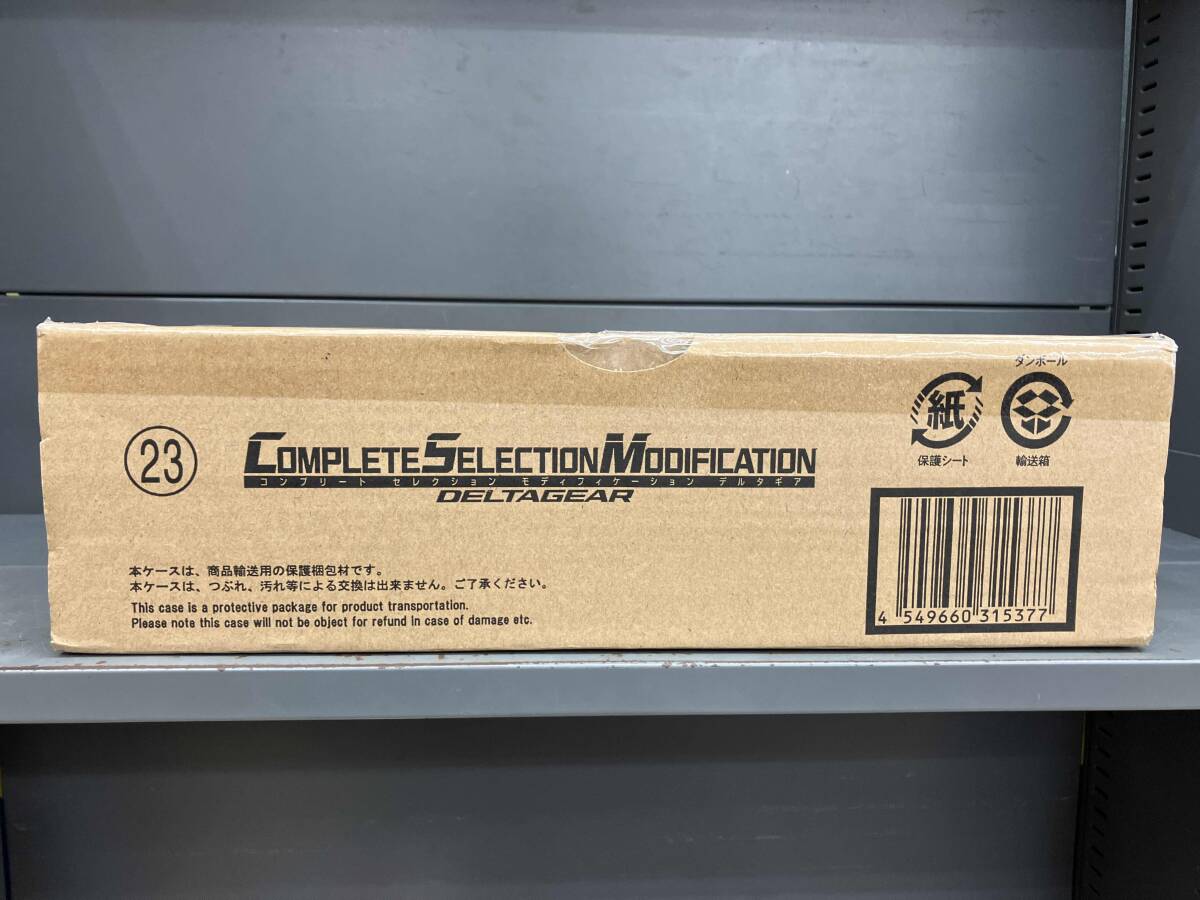 23
COMPLETE SELECTION MODIFICATION
コンプリート セレクション モディフィケーション デルタギア
DELTAGEAR
ダンボール
紙
保護シート
輸送箱
本ケースは、商品輸送用の保護梱包材です。
本ケースは、つぶれ、汚れ等による交換は出来ません。ご了承ください。
This case is a protective package for product transportation.
Please note this case will not be object for refund in case of damage etc.
4 549660 315377